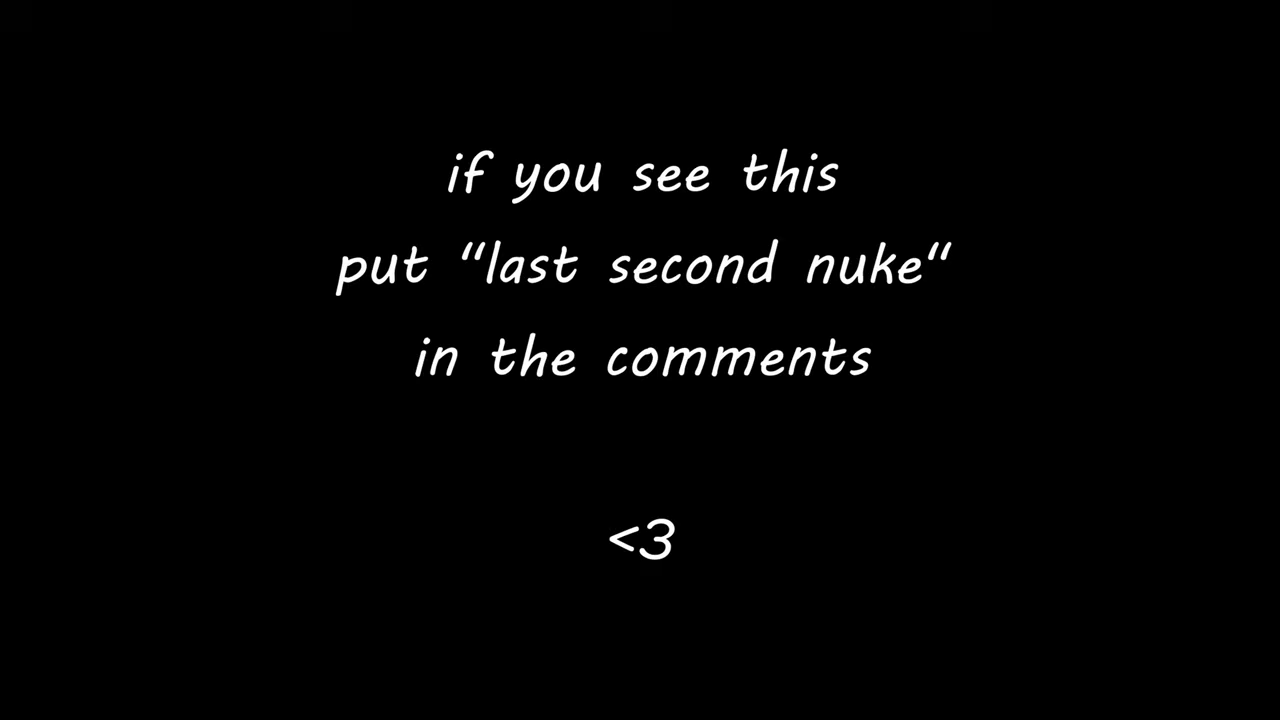 if you see this
put “last second nuke“
in the comments
<3